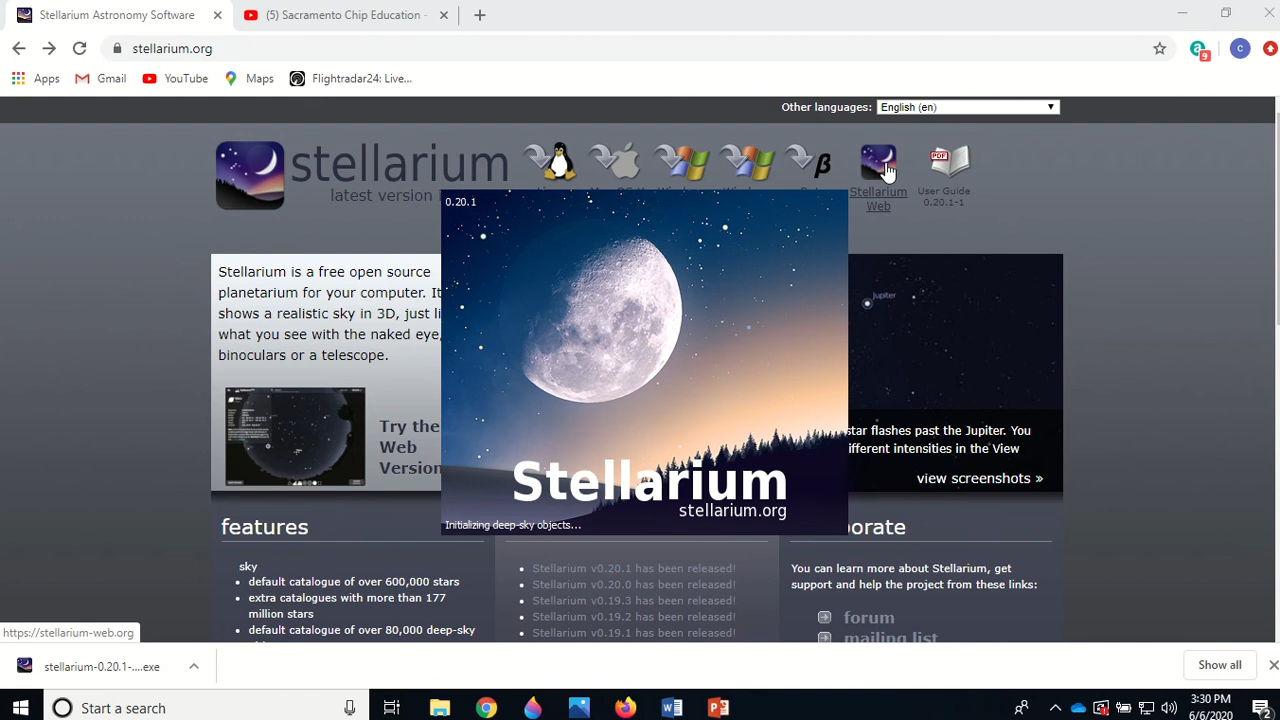 Stellarium Astronomy Software
(5) Sacramento Chip Education -
stellarium.org
9
c
Apps
Gmail
YouTube
Maps
Flightradar24: Live...
Other languages:
English (en)
stellarium
latest version
β
PDF
Stellarium
Web
User Guide
0.20.1-1
0.20.1
Stellarium
stellarium.org
Initializing deep-sky objects...
Stellarium is a free open source
planetarium for your computer. It
shows a realistic sky in 3D, just
what you see with the naked eye,
binoculars or a telescope.
Try the
Web
Version
Jupiter
star flashes past the Jupiter. You
different intensities in the View
view screenshots »
features
sky
• default catalogue of over 600,000 stars
• extra catalogues with more than 177
million stars
• default catalogue of over 80,000 deep-sky
• Stellarium v0.20.1 has been released!
• Stellarium v0.20.0 has been released!
• Stellarium v0.19.3 has been released!
• Stellarium v0.19.2 has been released!
• Stellarium v0.19.1 has been released!
orate
You can learn more about Stellarium, get
support and help the project from these links:
forum
mailing list
https://stellarium-web.org
stellarium-0.20.1-....exe
Show all
Start a search
3:30 PM
6/6/2020
2